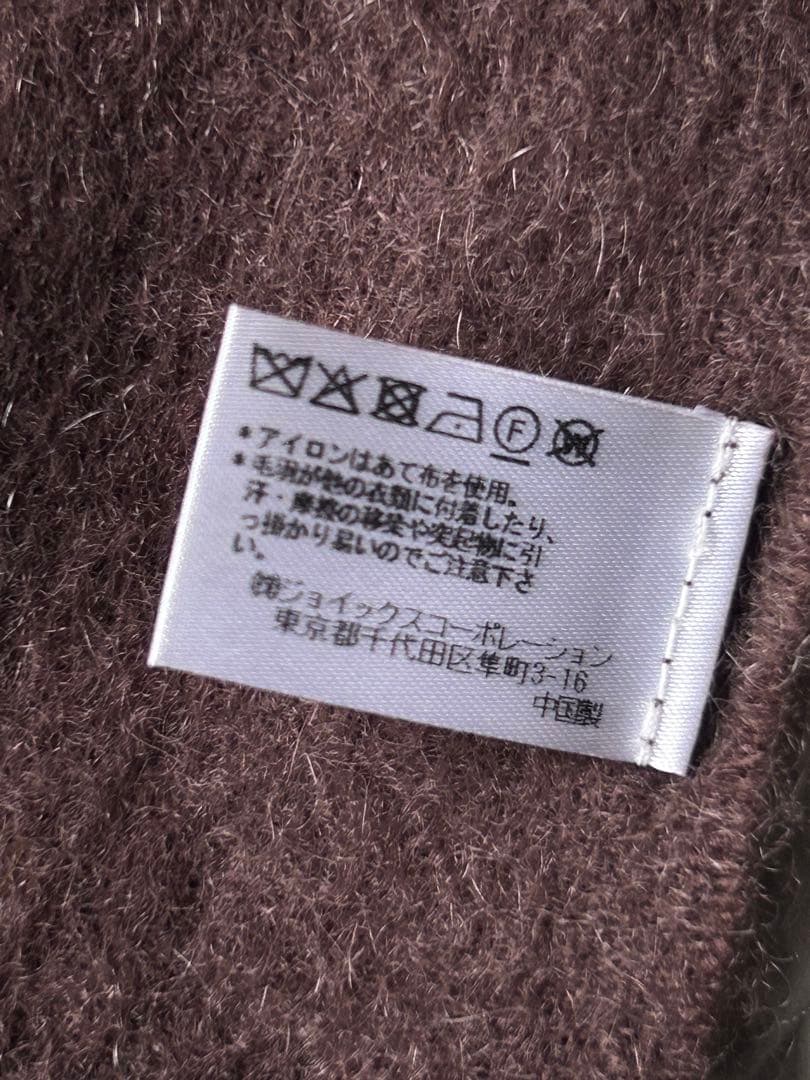 F W
*アイロンはあて布を使用。
*毛羽が他の衣類に付着したり、
汗・摩擦の移染や突起物に引
っ掛かり易いのでご注意下さ
い。
㈱ジョイックスコーポレーション
東京都千代田区隼町3-16
中国製